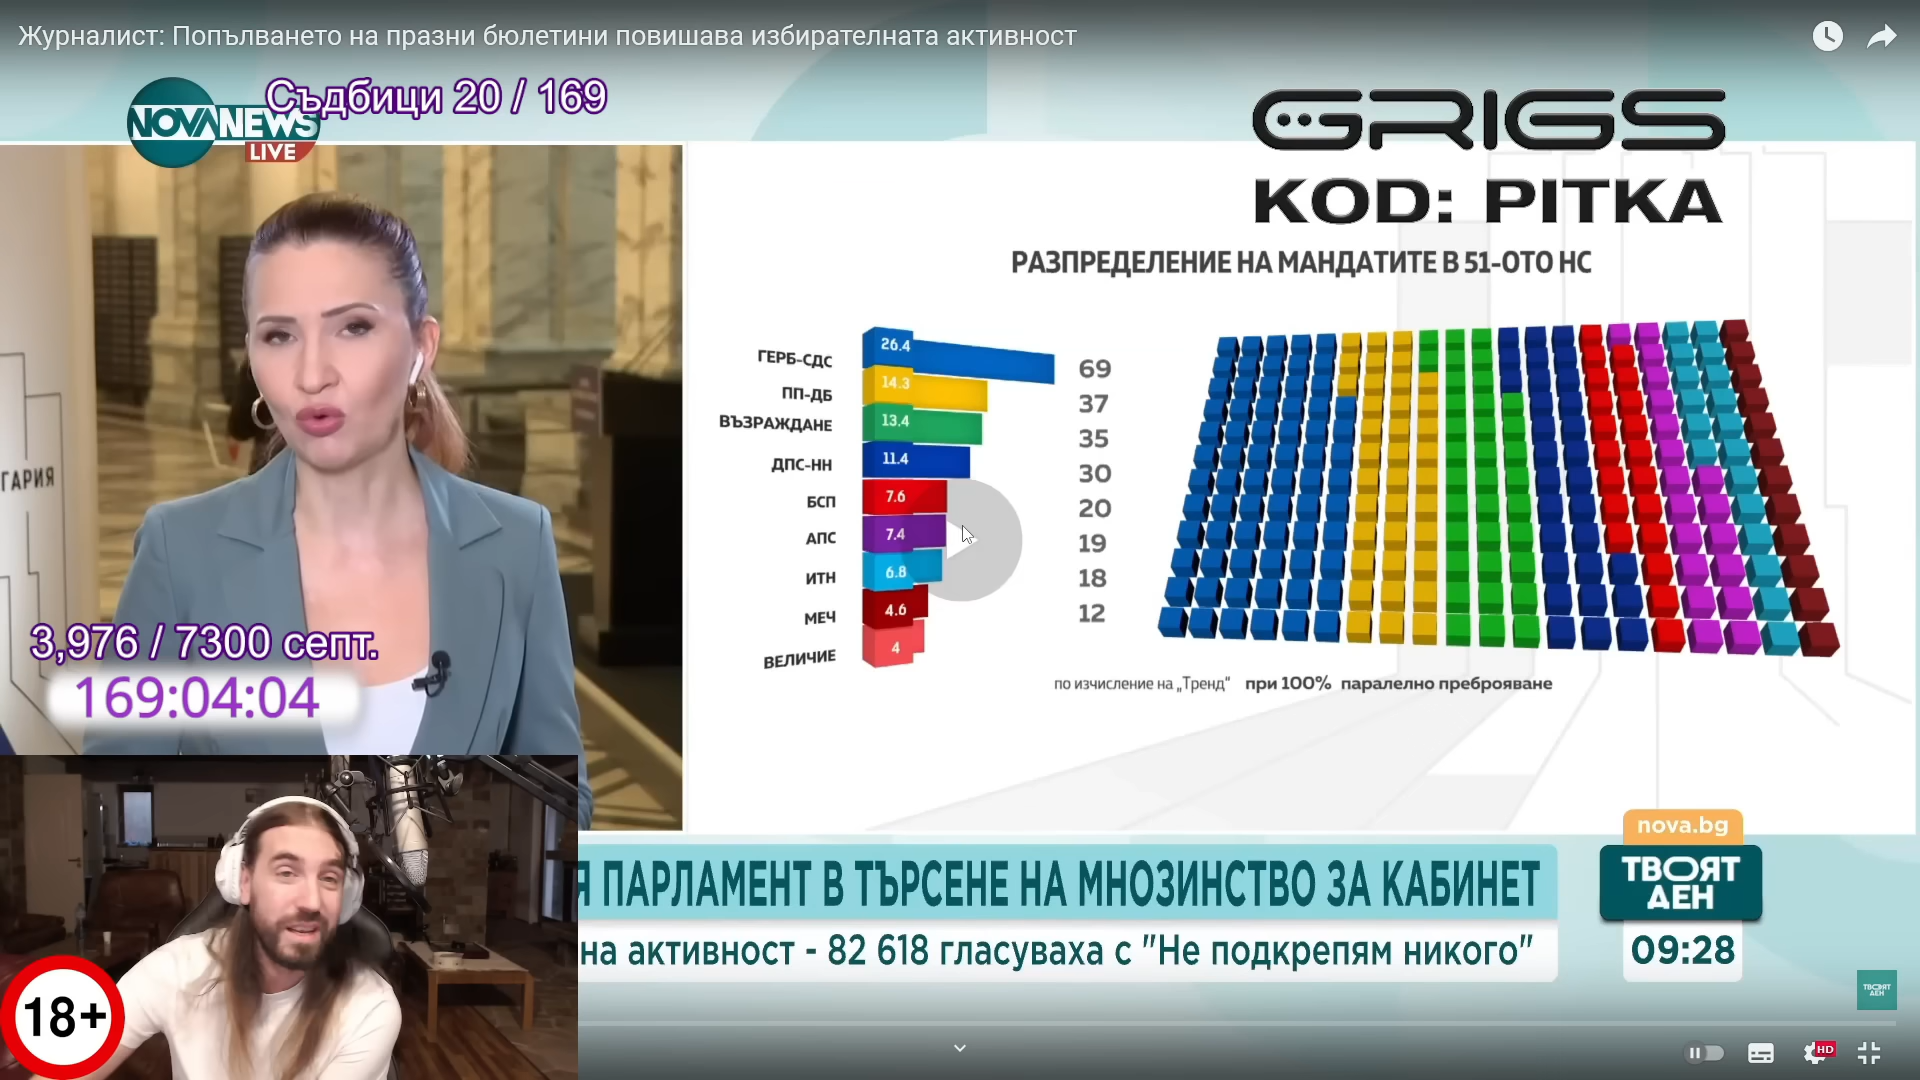 Журналист: Попълването на празни бюлетини повишава избирателната активност
Съдбици 20 / 169
NOVANEWS
LIVE
GRIGS
KOD: PITKA
РАЗПРЕДЕЛЕНИЕ НА МАНДАТИТЕ В 51-ОТО НС
ГЕРБ-СДС 26.4 69
ПП-ДБ 14.3 37
ВЪЗРАЖДАНЕ 13.4 35
ДПС-НН 11.4 30
БСП 7.6 20
АПС 7.4 19
ИТН 6.8 18
МЕЧ 4.6 12
ВЕЛИЧИЕ 4
по изчисление на „Тренд” при 100% паралелно преброяване
ГАРИЯ
3,976 / 7300 септ.
169:04:04
Я ПАРЛАМЕНТ В ТЪРСЕНЕ НА МНОЗИНСТВО ЗА КАБИНЕТ
на активност - 82 618 гласуваха с "Не подкрепям никого"
nova.bg
ТВОЯТ
ДЕН
09:28
ТВОЯТ
ДЕН
18+
HD